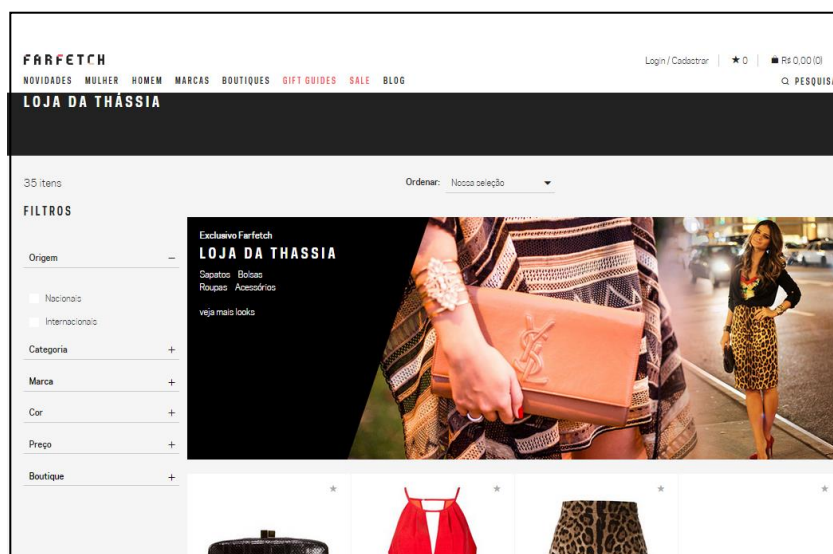 FARFETCH
Login / Cadastrar ★ 0 R$ 0,00 (0)
NOVIDADES MULHER HOMEM MARCAS BOUTIQUES GIFT GUIDES SALE BLOG
PESQUISA
LOJA DA THÁSSIA
35 itens
Ordenar: Nossa seleção
FILTROS
Origem −
Nacionais
Internacionais
Categoria +
Marca +
Cor +
Preço +
Boutique +
Exclusivo Farfetch
LOJA DA THASSIA
Sapatos Bolsas
Roupas Acessórios
veja mais looks
YSL